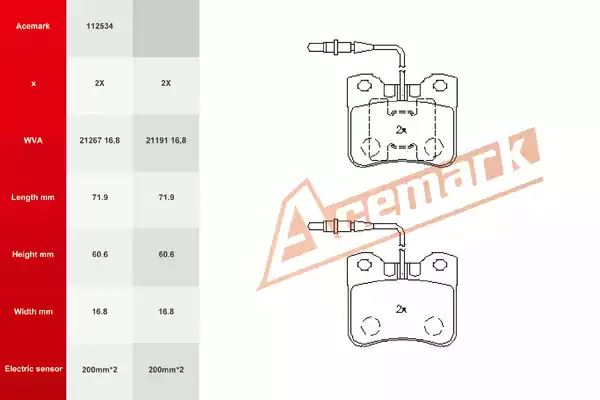 Acemark 112534
x 2X 2X
WVA 21267 16,8 21191 16,8
Length mm 71.9 71.9
Height mm 60.6 60.6
Width mm 16.8 16.8
Electric sensor 200mm*2 200mm*2
2x
Acemark
2x